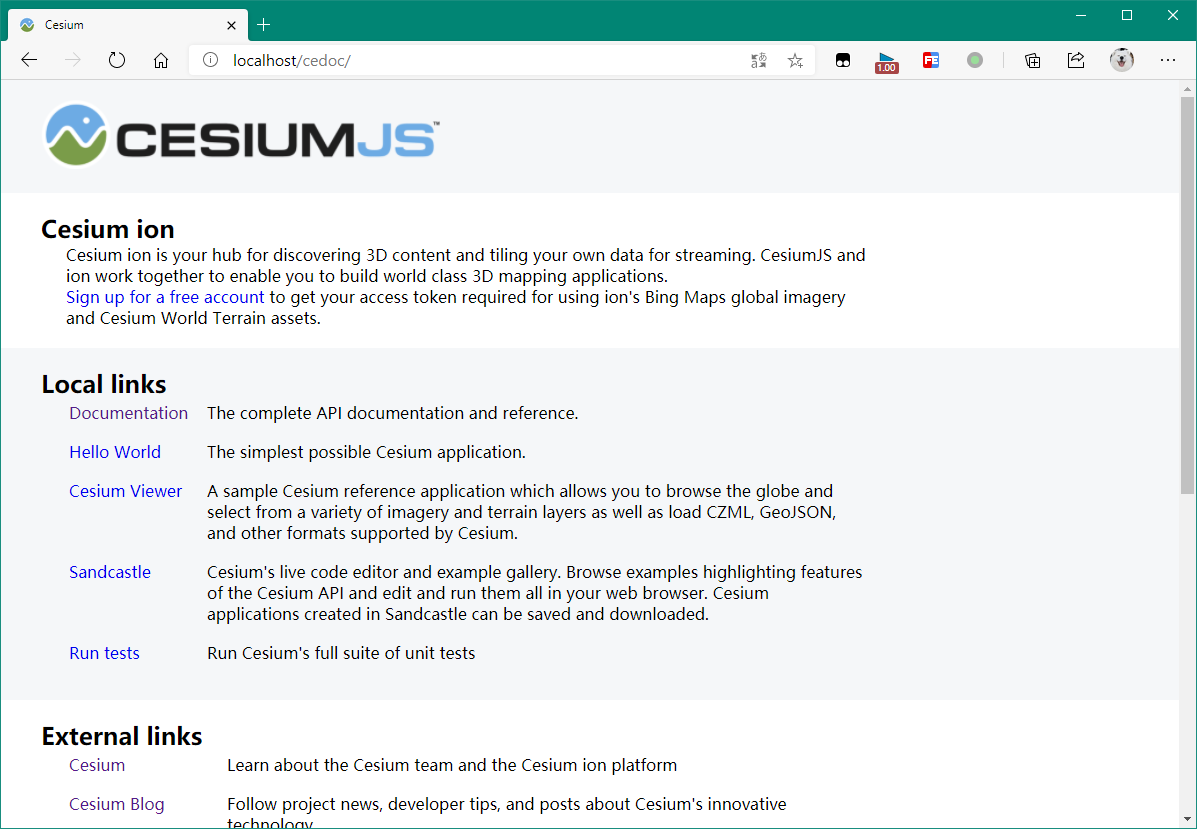 Cesium
localhost/cedoc/
1.00
FE
CESIUMJS™
Cesium ion
Cesium ion is your hub for discovering 3D content and tiling your own data for streaming. CesiumJS and
ion work together to enable you to build world class 3D mapping applications.
Sign up for a free account to get your access token required for using ion's Bing Maps global imagery
and Cesium World Terrain assets.
Local links
Documentation The complete API documentation and reference.
Hello World The simplest possible Cesium application.
Cesium Viewer A sample Cesium reference application which allows you to browse the globe and
select from a variety of imagery and terrain layers as well as load CZML, GeoJSON,
and other formats supported by Cesium.
Sandcastle Cesium's live code editor and example gallery. Browse examples highlighting features
of the Cesium API and edit and run them all in your web browser. Cesium
applications created in Sandcastle can be saved and downloaded.
Run tests Run Cesium's full suite of unit tests
External links
Cesium Learn about the Cesium team and the Cesium ion platform
Cesium Blog Follow project news, developer tips, and posts about Cesium's innovative
technology